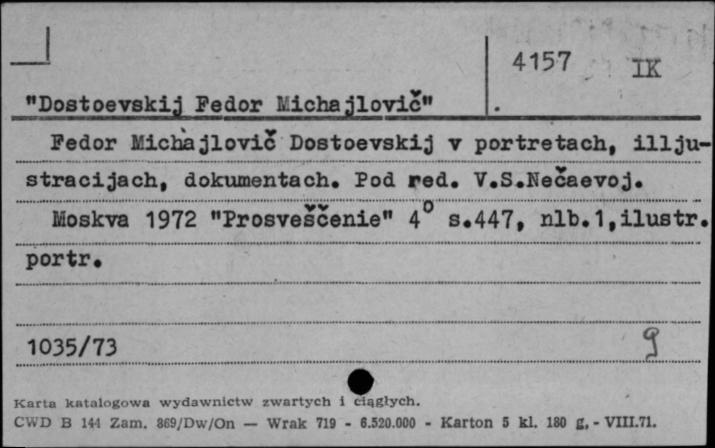 4157 IK
"Dostoevskij Fedor Michajlovič"
Fedor Michajlovič Dostoevskij v portretach, illju-
stracijach, dokumentach. Pod red. V.S.Nečaevoj.
Moskva 1972 "Prosveščenie" 4° s.447, nlb.1,ilustr.
portr.
1035/73 9
Karta katalogowa wydawnictw zwartych i ciągłych.
CWD B 144 Zam. 869/Dw/On — Wrak 719 - 6.520.000 - Karton 5 kl. 180 g. - VIII.71.